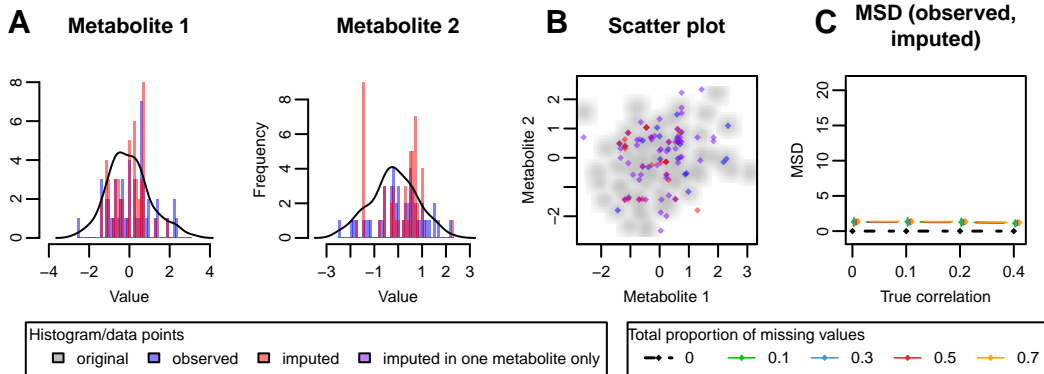 A
Metabolite 1
Metabolite 2
B
Scatter plot
C
MSD (observed,
imputed)
8
6
4
2
0
−4
−2
0
2
4
Value
Frequency
8
6
4
2
0
−3
−1
0
1
2
3
Value
Metabolite 2
2
1
0
−2
−2
0
1
2
3
Metabolite 1
MSD
20
15
10
5
0
0
0.1
0.2
0.4
True correlation
Histogram/data points
original
observed
imputed
imputed in one metabolite only
Total proportion of missing values
0
0.1
0.3
0.5
0.7